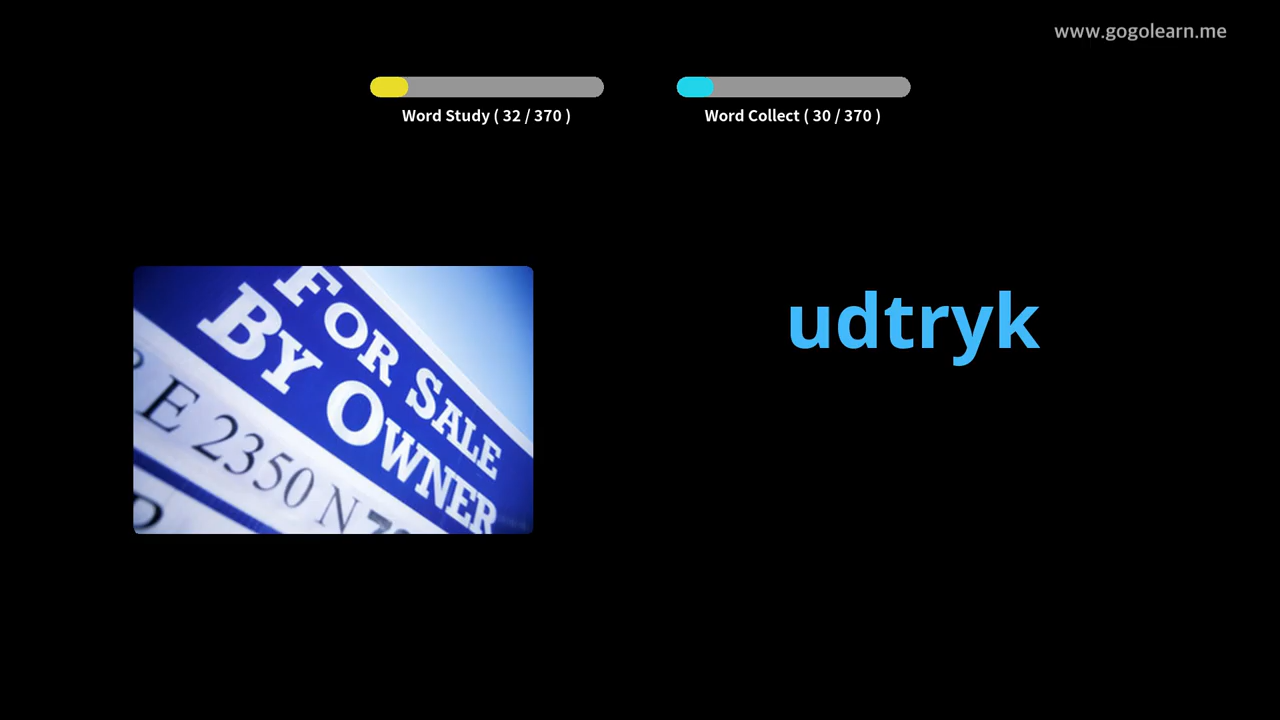 www.gogolearn.me
Word Study ( 32 / 370 )
Word Collect ( 30 / 370 )
FOR SALE
BY OWNER
E 2350 N
udtryk